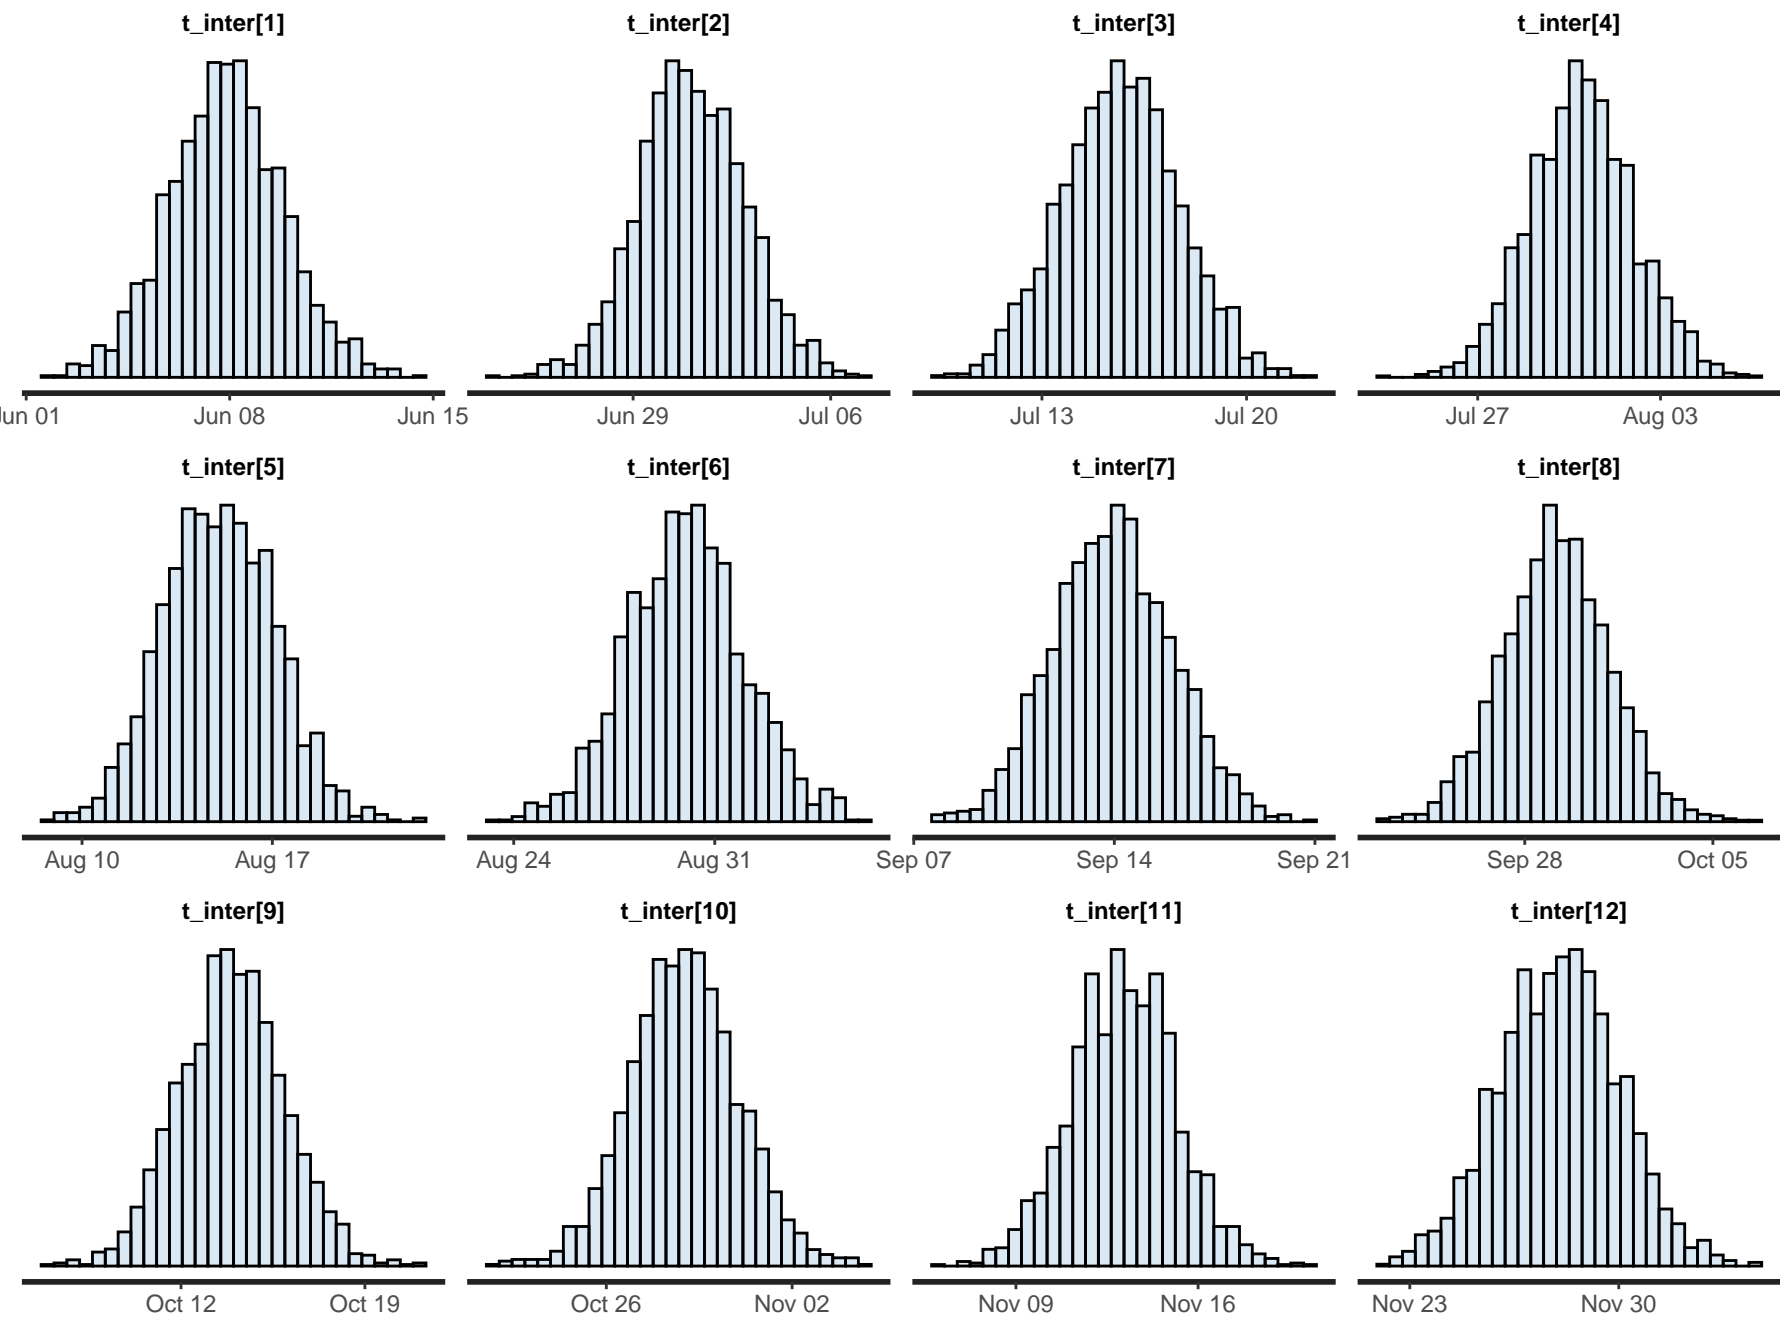 t_inter[1] t_inter[2] t_inter[3] t_inter[4]
Jun 01 Jun 08 Jun 15 Jun 29 Jul 06 Jul 13 Jul 20 Jul 27 Aug 03
t_inter[5] t_inter[6] t_inter[7] t_inter[8]
Aug 10 Aug 17 Aug 24 Aug 31 Sep 07 Sep 14 Sep 21 Sep 28 Oct 05
t_inter[9] t_inter[10] t_inter[11] t_inter[12]
Oct 12 Oct 19 Oct 26 Nov 02 Nov 09 Nov 16 Nov 23 Nov 30